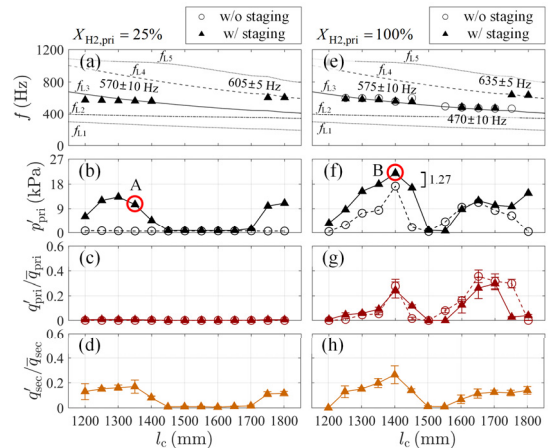 X_H2,pri = 25%
○ w/o staging
▲ w/ staging
X_H2,pri = 100%
○ w/o staging
▲ w/ staging
(a)
f_L5
f_L4
f_L3
f_L2
f_L1
570±10 Hz
605±5 Hz
f (Hz)
1200
800
400
0
(e)
f_L5
f_L4
f_L3
f_L2
f_L1
575±10 Hz
635±5 Hz
470±10 Hz
(b)
A
p′_pri (kPa)
27
18
9
0
(f)
B
1.27
(c)
q′_pri/q̄_pri
0.6
0.4
0.2
0
(g)
(d)
q′_sec/q̄_sec
0.6
0.4
0.2
0
(h)
1200 1300 1400 1500 1600 1700 1800
1200 1300 1400 1500 1600 1700 1800
l_c (mm)
l_c (mm)